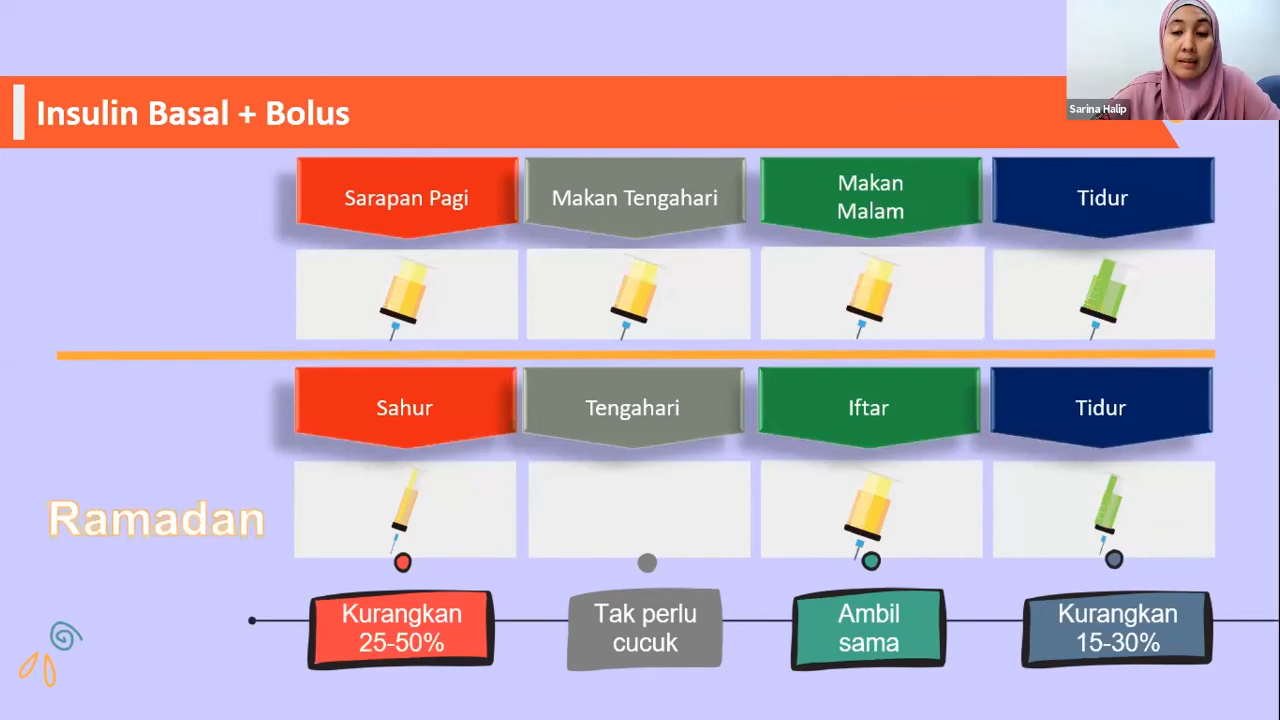 Sarina Halip
Insulin Basal + Bolus
Sarapan Pagi
Makan Tengahari
Makan
Malam
Tidur
Sahur
Tengahari
Iftar
Tidur
Ramadan
Kurangkan
25-50%
Tak perlu
cucuk
Ambil
sama
Kurangkan
15-30%